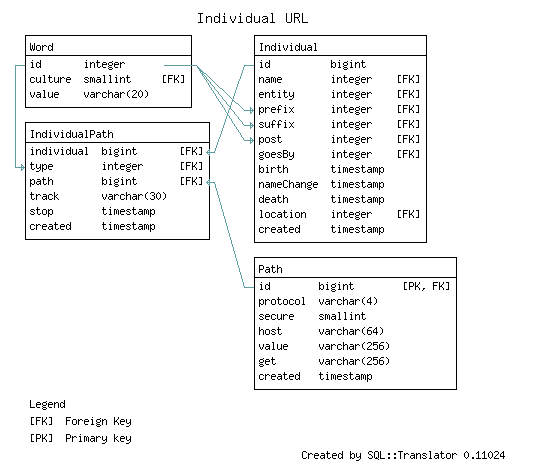 Individual URL
Word
id integer
culture smallint [FK]
value varchar(20)
IndividualPath
individual bigint [FK]
type integer [FK]
path bigint [FK]
track varchar(30)
stop timestamp
created timestamp
Individual
id bigint
name integer [FK]
entity integer [FK]
prefix integer [FK]
suffix integer [FK]
post integer [FK]
goesBy integer [FK]
birth timestamp
nameChange timestamp
death timestamp
location integer [FK]
created timestamp
Path
id bigint [PK, FK]
protocol varchar(4)
secure smallint
host varchar(64)
value varchar(256)
get varchar(256)
created timestamp
Legend
[FK] Foreign Key
[PK] Primary key
Created by SQL::Translator 0.11024